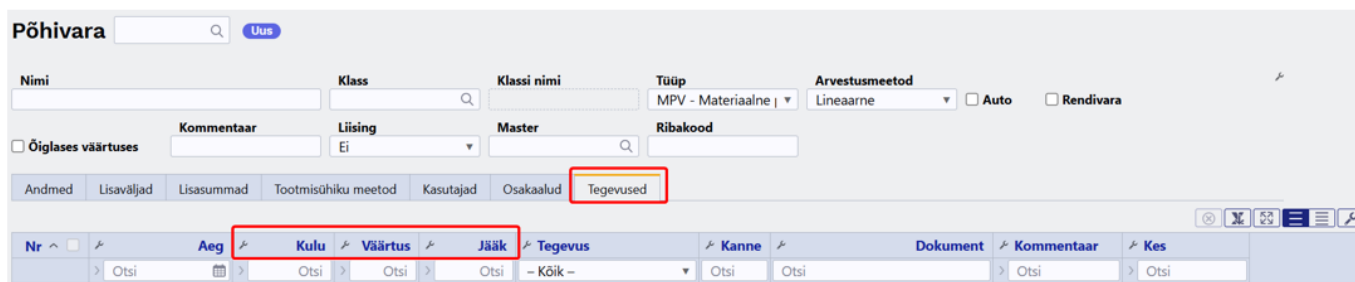 Põhivara Uus
Nimi Klass Klassi nimi Tüüp Arvestusmeetod
MPV - Materiaalne Lineaarne Auto Rendivara
Kommentaar Liising Master Ribakood
Õiglases väärtuses Ei
Andmed Lisaväljad Lisasummad Tootmisühiku meetod Kasutajad Osakaalud Tegevused
Nr Aeg Kulu Väärtus Jääk Tegevus Kanne Dokument Kommentaar Kes
Otsi Otsi Otsi Otsi – Kõik – Otsi Otsi Otsi Otsi